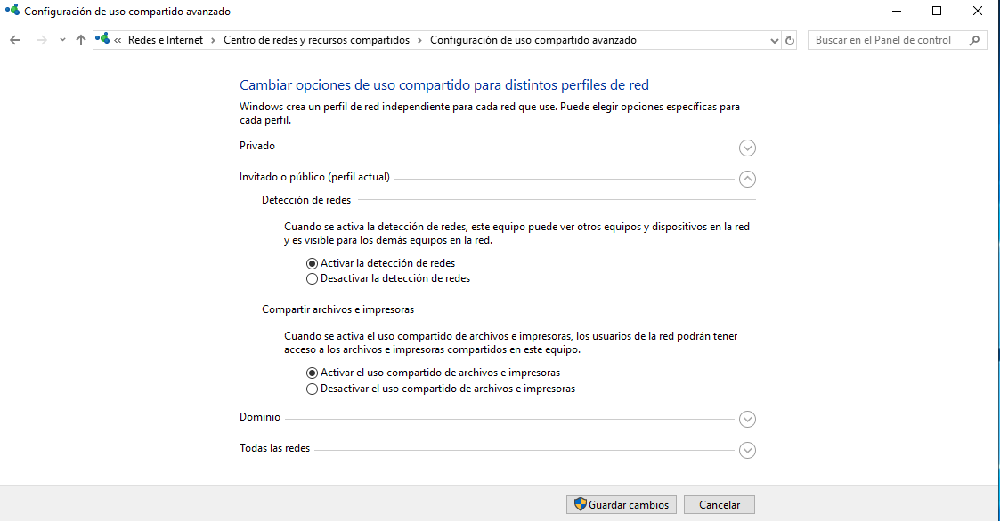 Configuración de uso compartido avanzado
« Redes e Internet > Centro de redes y recursos compartidos > Configuración de uso compartido avanzado
Buscar en el Panel de control
Cambiar opciones de uso compartido para distintos perfiles de red
Windows crea un perfil de red independiente para cada red que use. Puede elegir opciones específicas para
cada perfil.
Privado
Invitado o público (perfil actual)
Detección de redes
Cuando se activa la detección de redes, este equipo puede ver otros equipos y dispositivos en la red
y es visible para los demás equipos en la red.
Activar la detección de redes
Desactivar la detección de redes
Compartir archivos e impresoras
Cuando se activa el uso compartido de archivos e impresoras, los usuarios de la red podrán tener
acceso a los archivos e impresoras compartidos en este equipo.
Activar el uso compartido de archivos e impresoras
Desactivar el uso compartido de archivos e impresoras
Dominio
Todas las redes
Guardar cambios
Cancelar